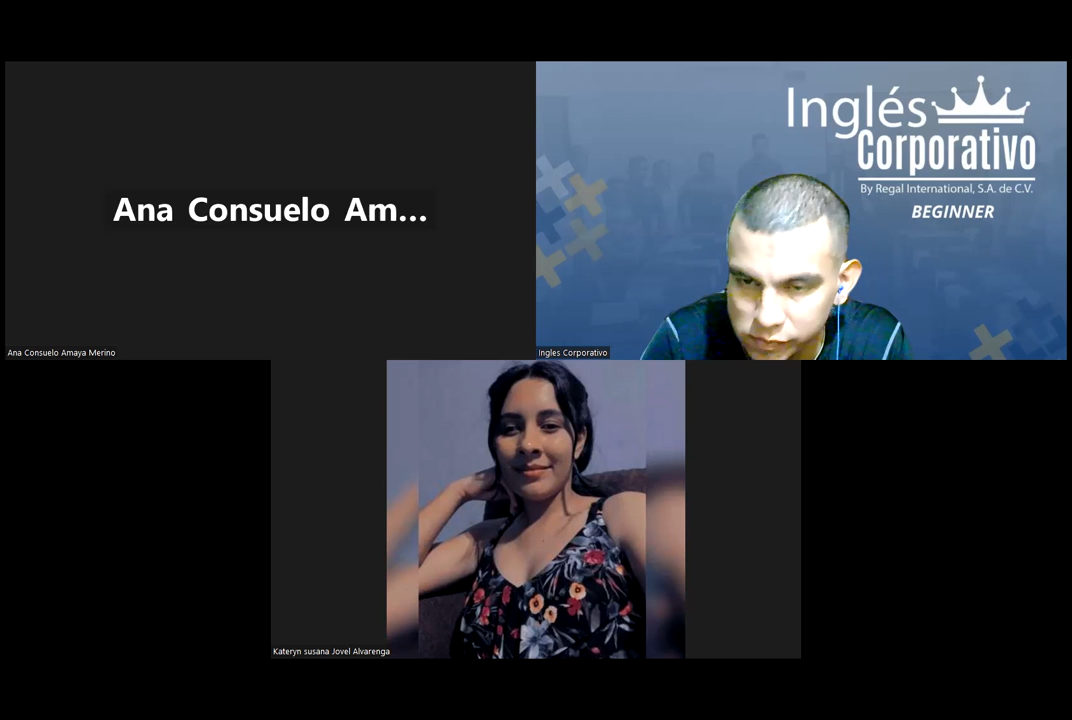 Ana Consuelo Am...
Ana Consuelo Amaya Merino
Inglés
Corporativo
By Regal International, S.A. de C.V.
BEGINNER
Ingles Corporativo
Kateryn susana Jovel Alvarenga